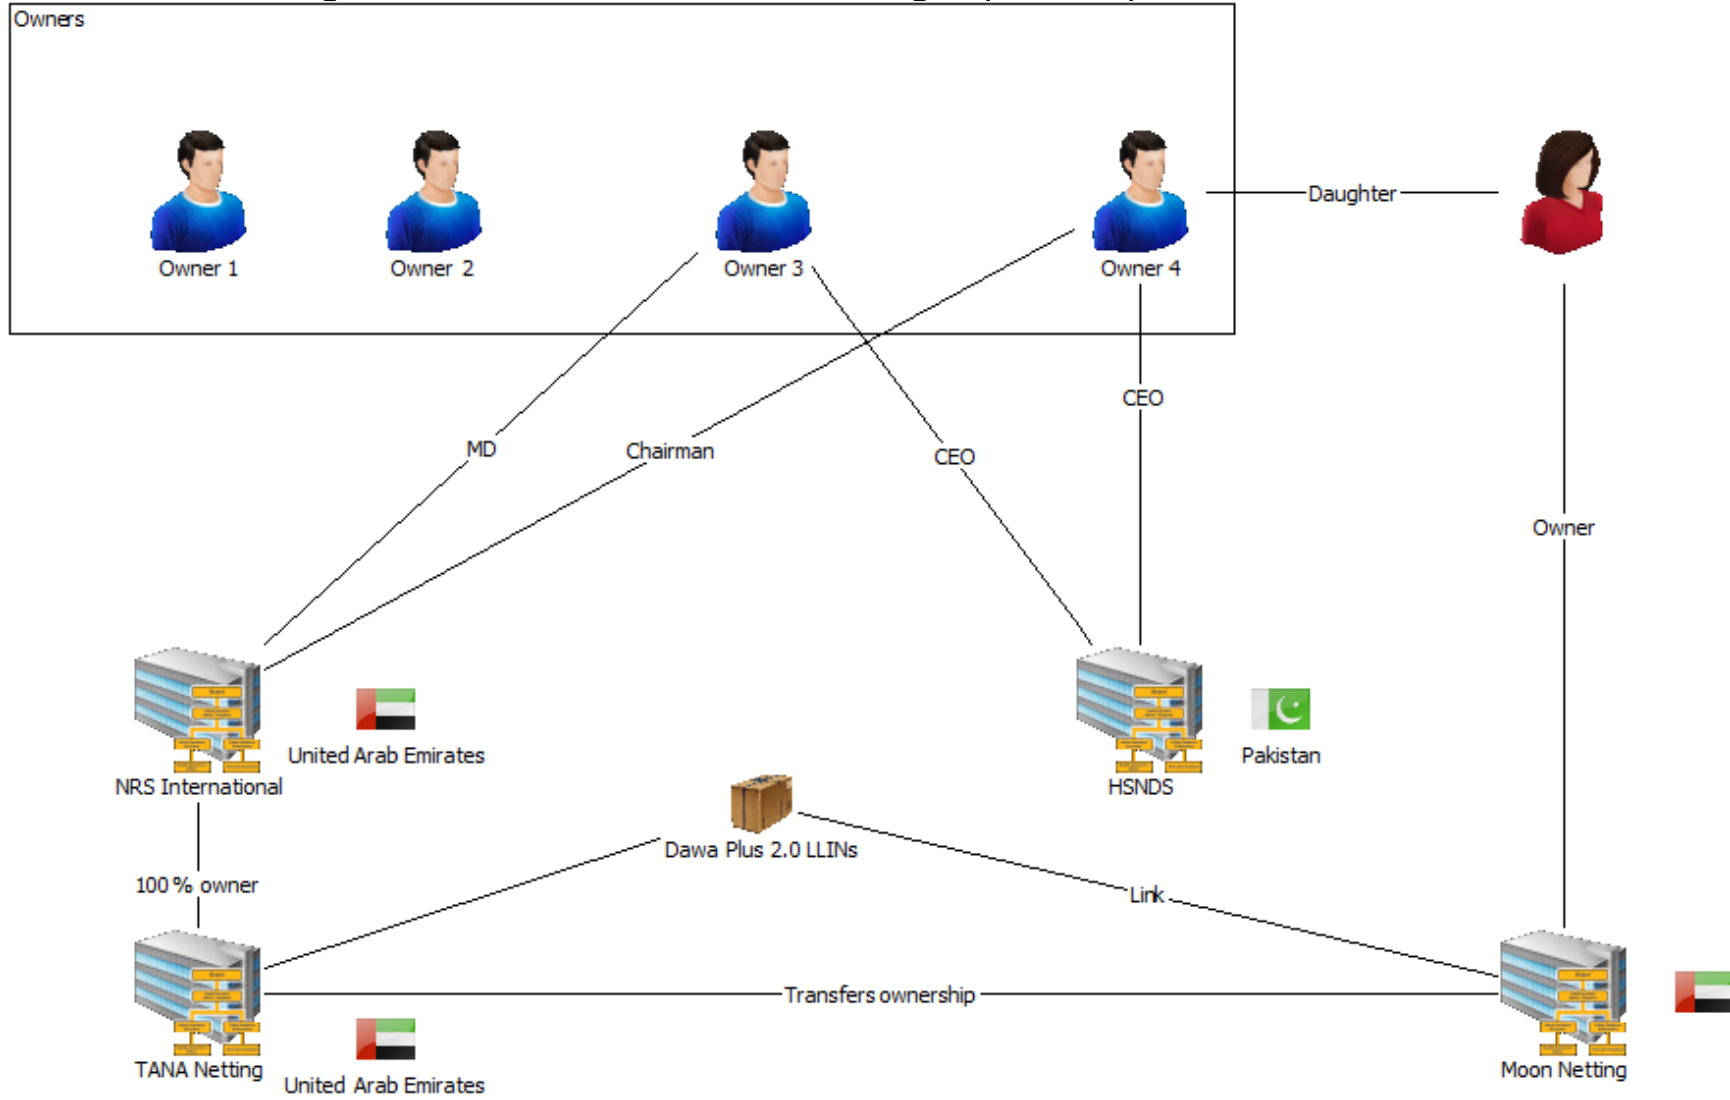 Owners
Owner 1
Owner 2
Owner 3
Owner 4
Daughter
CEO
MD
Chairman
CEO
Owner
United Arab Emirates
Pakistan
NRS International
HSNDS
Dawa Plus 2.0 LLINs
100 % owner
Link
Transfers ownership
TANA Netting
United Arab Emirates
Moon Netting